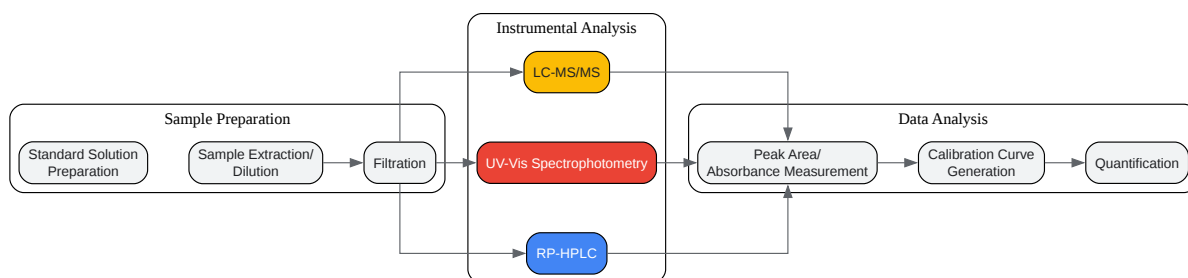 Instrumental Analysis
LC-MS/MS
Sample Preparation
Standard Solution
Preparation
Sample Extraction/
Dilution
Filtration
UV-Vis Spectrophotometry
RP-HPLC
Data Analysis
Peak Area/
Absorbance Measurement
Calibration Curve
Generation
Quantification